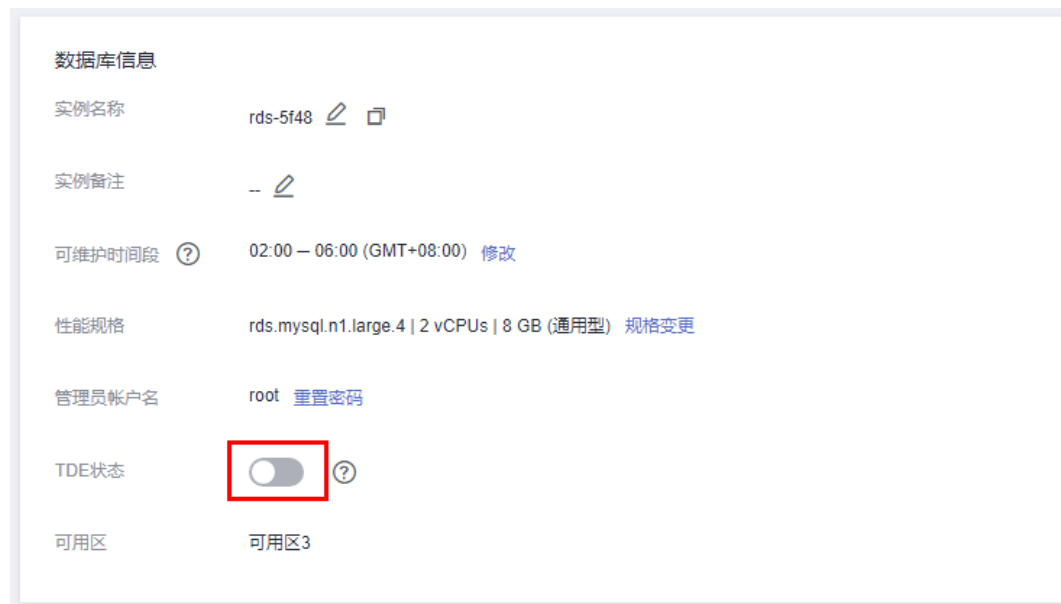 数据库信息
实例名称 rds-5f48
实例备注 --
可维护时间段 ? 02:00 — 06:00 (GMT+08:00) 修改
性能规格 rds.mysql.n1.large.4 | 2 vCPUs | 8 GB (通用型) 规格变更
管理员帐户名 root 重置密码
TDE状态 ?
可用区 可用区3